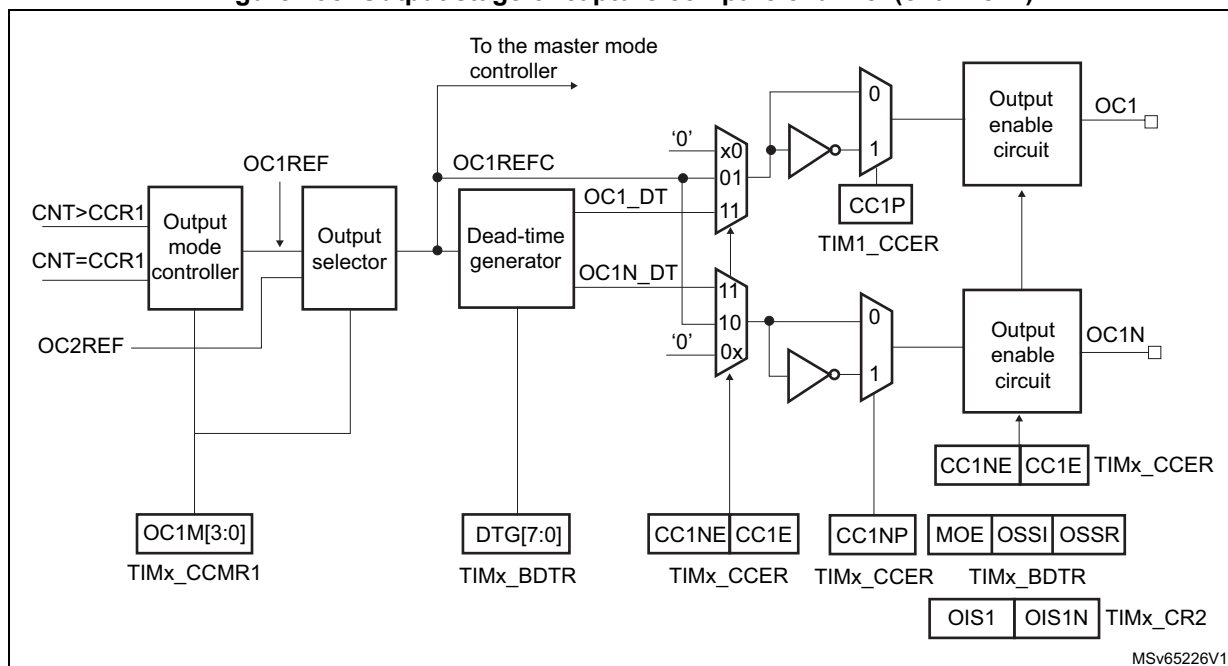 To the master mode
controller
OC1REF
OC1REFC
CNT>CCR1
CNT=CCR1
OC2REF
Output
mode
controller
Output
selector
Dead-time
generator
OC1_DT
OC1N_DT
'0'
x0
01
11
11
10
0x
'0'
0
1
CC1P
TIM1_CCER
0
1
Output
enable
circuit
OC1
Output
enable
circuit
OC1N
CC1NE CC1E TIMx_CCER
OC1M[3:0]
TIMx_CCMR1
DTG[7:0]
TIMx_BDTR
CC1NE CC1E
TIMx_CCER
CC1NP
TIMx_CCER
MOE OSSI OSSR
TIMx_BDTR
OIS1 OIS1N TIMx_CR2
MSv65226V1